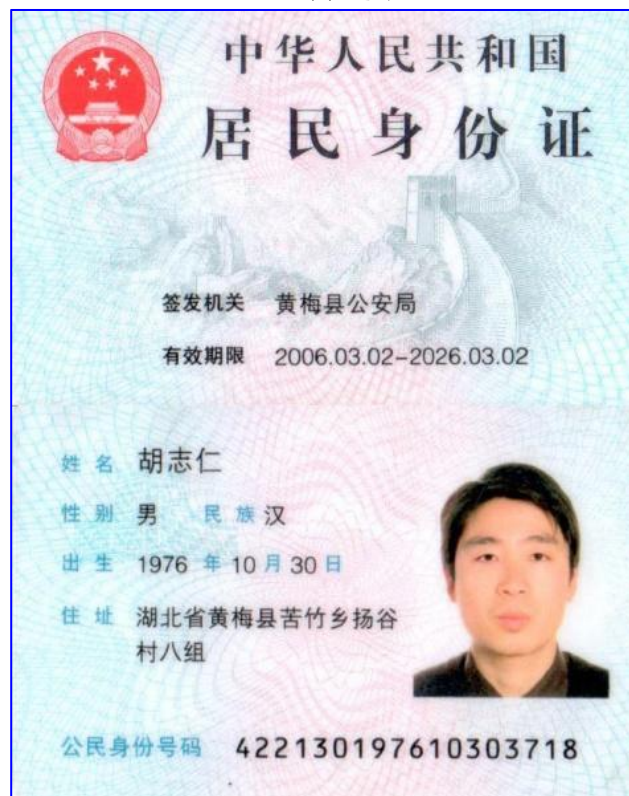 中华人民共和国
居民身份证
签发机关 黄梅县公安局
有效期限 2006.03.02-2026.03.02
姓名 胡志仁
性别 男 民族 汉
出生 1976 年 10 月 30 日
住址 湖北省黄梅县苦竹乡扬谷
村八组
公民身份号码 422130197610303718